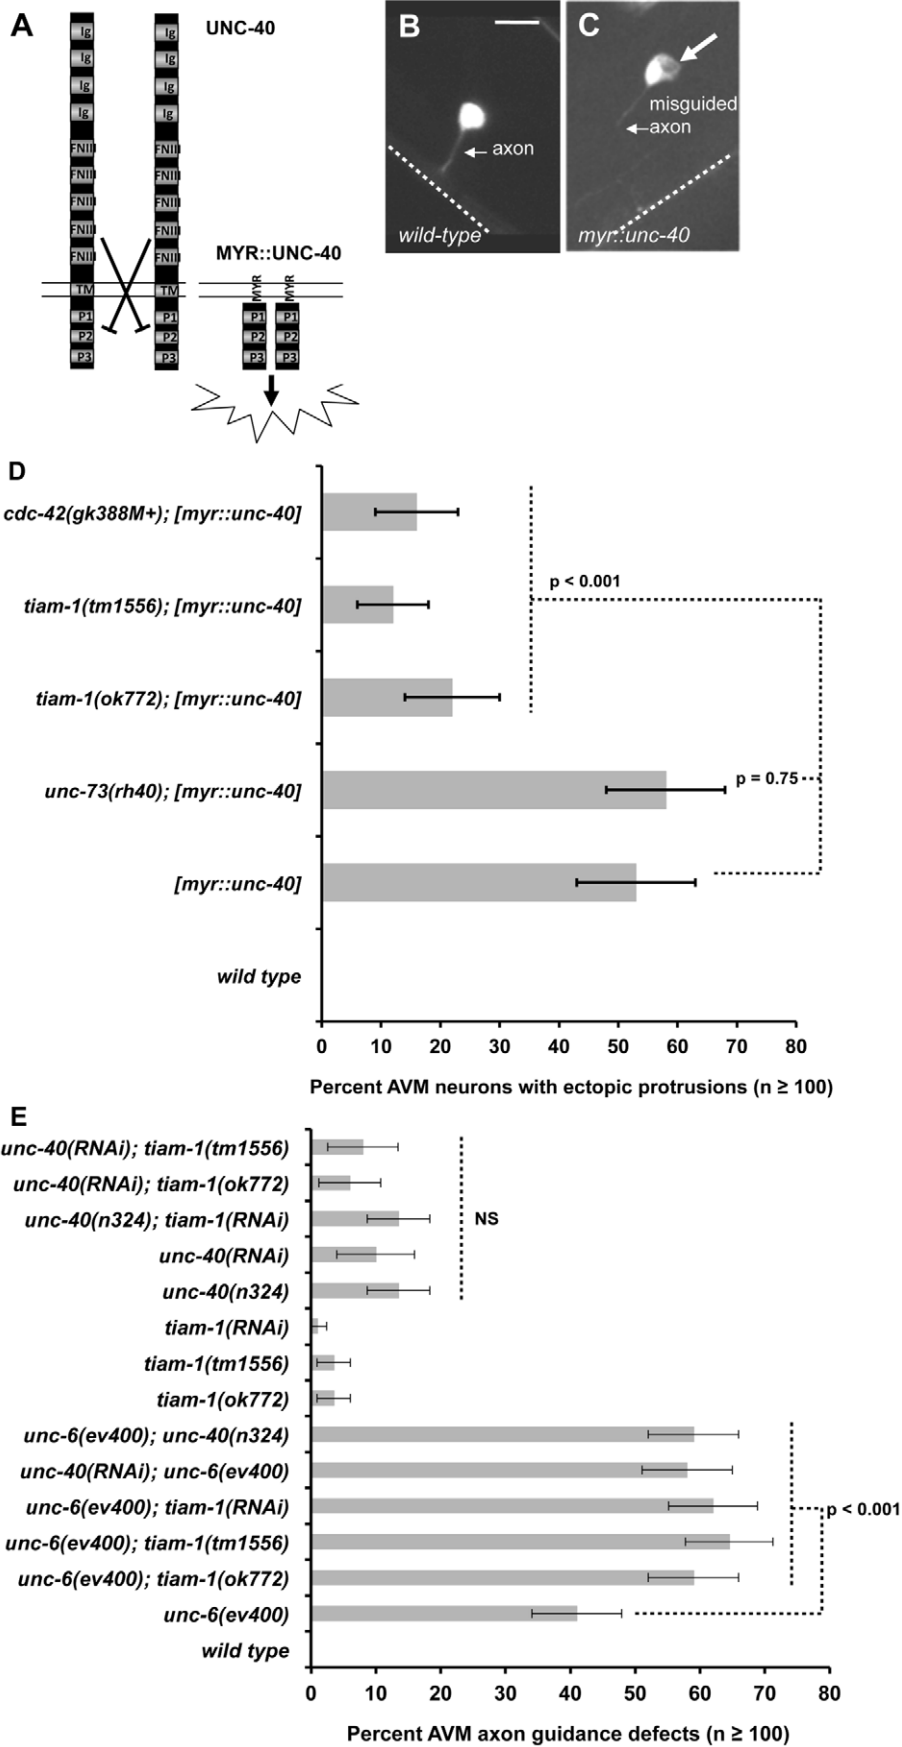 A
UNC-40
Ig Ig
Ig Ig
Ig Ig
Ig Ig
FNIII FNIII
FNIII FNIII
FNIII FNIII
FNIII FNIII
FNIII FNIII
TM TM
P1 P1
P2 P2
P3 P3
MYR::UNC-40
MYR MYR
P1 P1
P2 P2
P3 P3
B
axon
wild-type
C
misguided
axon
myr::unc-40
D
cdc-42(gk388M+); [myr::unc-40]
tiam-1(tm1556); [myr::unc-40]
tiam-1(ok772); [myr::unc-40]
unc-73(rh40); [myr::unc-40]
[myr::unc-40]
wild type
p < 0.001
p = 0.75
0 10 20 30 40 50 60 70 80
Percent AVM neurons with ectopic protrusions (n ≥ 100)
E
unc-40(RNAi); tiam-1(tm1556)
unc-40(RNAi); tiam-1(ok772)
unc-40(n324); tiam-1(RNAi)
unc-40(RNAi)
unc-40(n324)
tiam-1(RNAi)
tiam-1(tm1556)
tiam-1(ok772)
unc-6(ev400); unc-40(n324)
unc-40(RNAi); unc-6(ev400)
unc-6(ev400); tiam-1(RNAi)
unc-6(ev400); tiam-1(tm1556)
unc-6(ev400); tiam-1(ok772)
unc-6(ev400)
wild type
NS
p < 0.001
0 10 20 30 40 50 60 70 80
Percent AVM axon guidance defects (n ≥ 100)